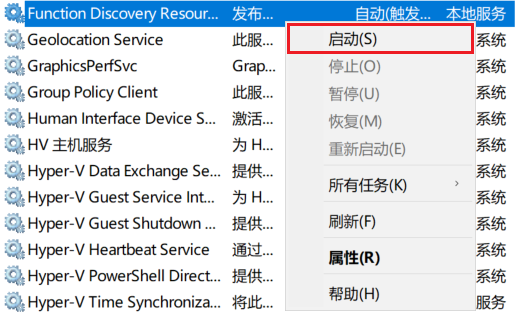 Function Discovery Resour... 发布... 自动(触发... 本地服务
Geolocation Service 此服... 启动(S) 系统
GraphicsPerfSvc Grap... 停止(O) 系统
Group Policy Client 此服... 暂停(U) 系统
Human Interface Device S... 激活... 恢复(M) 系统
HV 主机服务 为 H... 重新启动(E) 系统
Hyper-V Data Exchange Se... 提供... 所有任务(K) 系统
Hyper-V Guest Service Int... 为 H... 系统
Hyper-V Guest Shutdown ... 提供... 刷新(F) 系统
Hyper-V Heartbeat Service 通过... 属性(R) 系统
Hyper-V PowerShell Direct... 提供... 系统
Hyper-V Time Synchroniza... 将此... 帮助(H) 服务